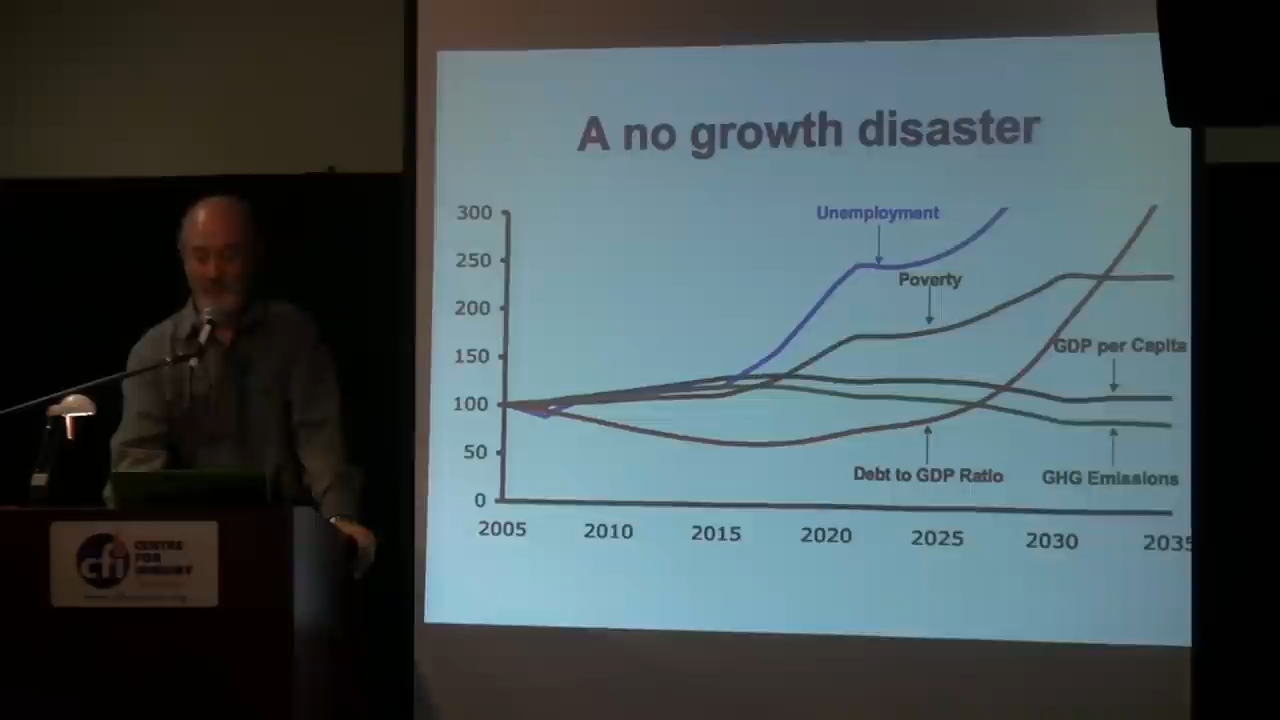 A no growth disaster
300
250
200
150
100
50
0
Unemployment
Poverty
GDP per Capita
Debt to GDP Ratio
GHG Emissions
2005 2010 2015 2020 2025 2030 2035
cfi
CENTRE
FOR
INQUIRY